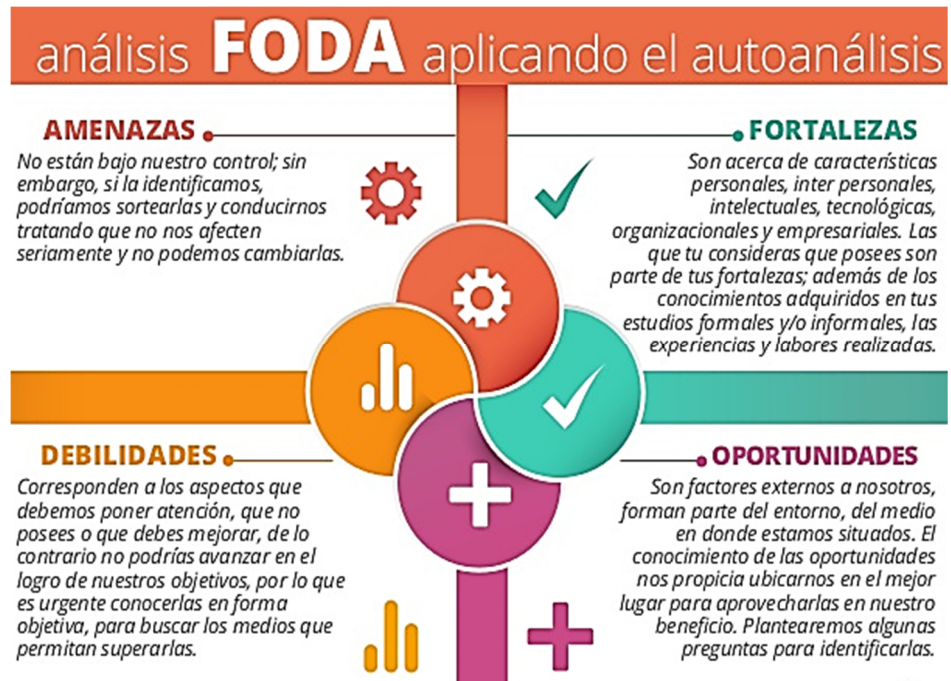 análisis FODA aplicando el autoanálisis
AMENAZAS
No están bajo nuestro control; sin
embargo, si la identificamos,
podríamos sortearlas y conducirnos
tratando que no nos afecten
seriamente y no podemos cambiarlas.
FORTALEZAS
Son acerca de características
personales, inter personales,
intelectuales, tecnológicas,
organizacionales y empresariales. Las
que tu consideras que posees son
parte de tus fortalezas; además de los
conocimientos adquiridos en tus
estudios formales y/o informales, las
experiencias y labores realizadas.
DEBILIDADES
Corresponden a los aspectos que
debemos poner atención, que no
posees o que debes mejorar, de lo
contrario no podrías avanzar en el
logro de nuestros objetivos, por lo que
es urgente conocerlas en forma
objetiva, para buscar los medios que
permitan superarlas.
OPORTUNIDADES
Son factores externos a nosotros,
forman parte del entorno, del medio
en donde estamos situados. El
conocimiento de las oportunidades
nos propicia ubicarnos en el mejor
lugar para aprovecharlas en nuestro
beneficio. Plantearemos algunas
preguntas para identificarlas.